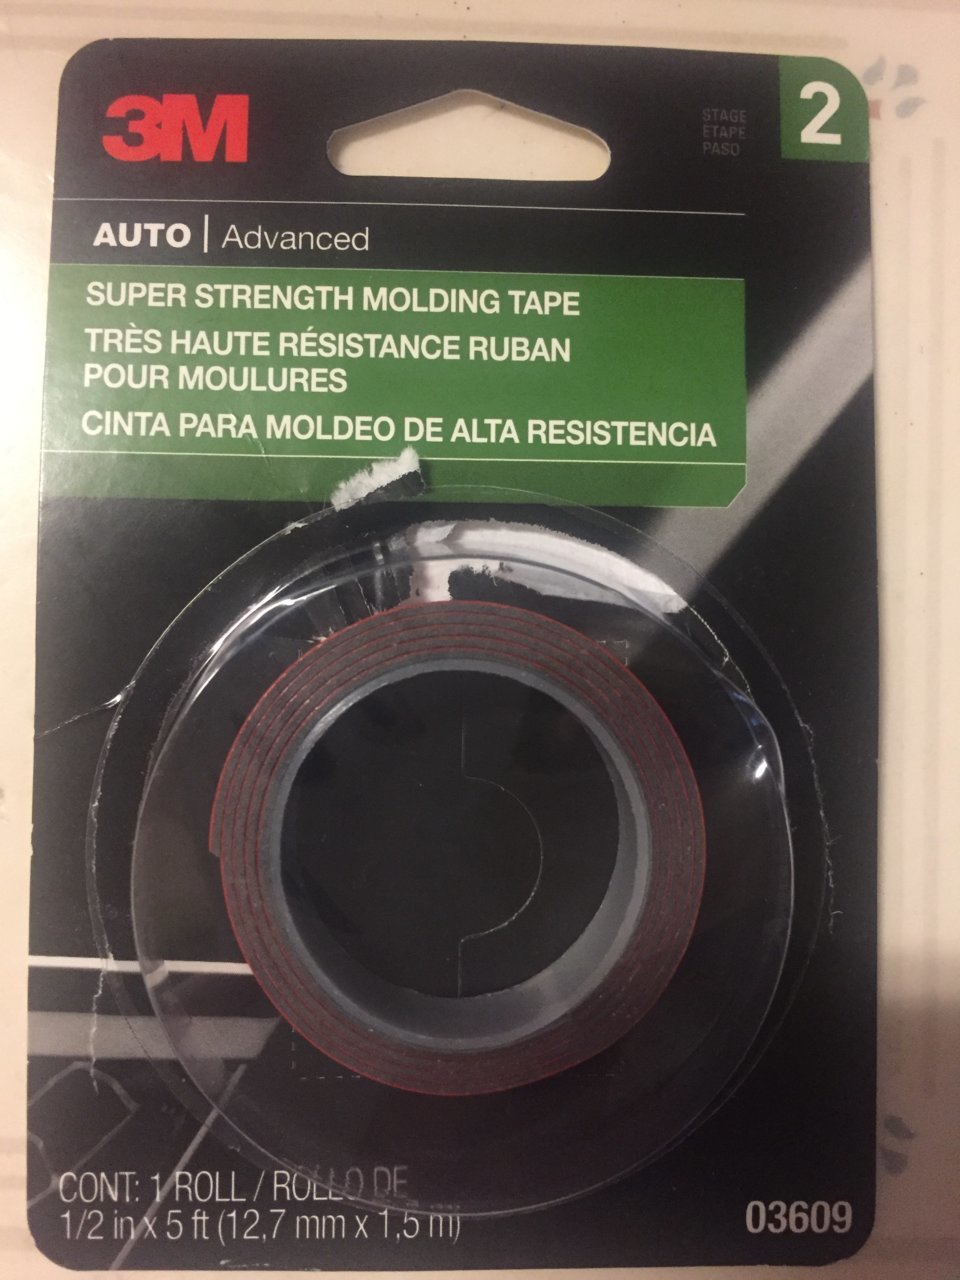 3M
STAGE
ETAPE
PASO
2
AUTO | Advanced
SUPER STRENGTH MOLDING TAPE
TRÈS HAUTE RÉSISTANCE RUBAN
POUR MOULURES
CINTA PARA MOLDEO DE ALTA RESISTENCIA
CONT: 1 ROLL / ROLLO DE
1/2 in x 5 ft (12,7 mm x 1,5 m)
03609